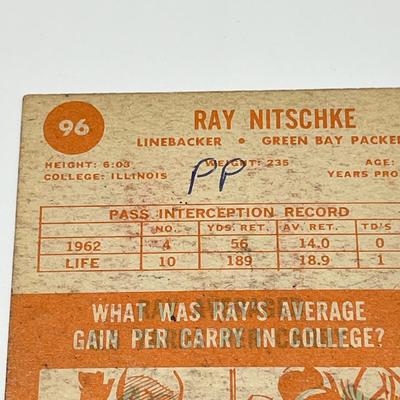 96
RAY NITSCHKE
LINEBACKER • GREEN BAY PACKE
HEIGHT: 6:03 WEIGHT: 235 AGE:
COLLEGE: ILLINOIS YEARS PRO
PP
PASS INTERCEPTION RECORD
NO. YDS. RET. AV. RET. TD'S
1962 4 56 14.0 0
LIFE 10 189 18.9 1
WHAT WAS RAY'S AVERAGE
GAIN PER CARRY IN COLLEGE?